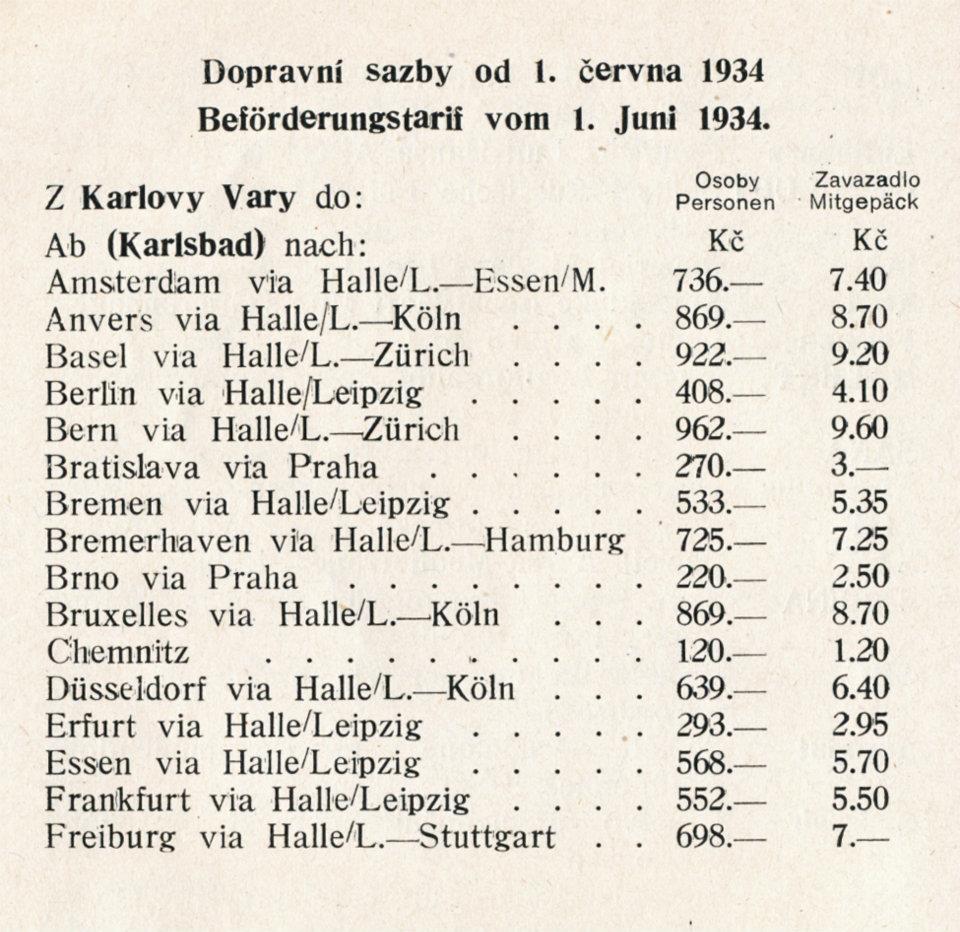 Dopravní sazby od 1. června 1934
Beförderungstarif vom 1. Juni 1934.
Z Karlovy Vary do: Osoby Personen Zavazadlo Mitgepäck
Ab (Karlsbad) nach: Kč Kč
Amsterdam via Halle/L.—Essen/M. 736.— 7.40
Anvers via Halle/L.—Köln . . . . 869.— 8.70
Basel via Halle/L.—Zürich . . . . 922.— 9.20
Berlin via Halle/Leipzig . . . . . 408.— 4.10
Bern via Halle/L.—Zürich . . . . 962.— 9.60
Bratislava via Praha . . . . . . 270.— 3.—
Bremen via Halle/Leipzig . . . . . 533.— 5.35
Bremerhaven via Halle/L.—Hamburg 725.— 7.25
Brno via Praha . . . . . . . . 220.— 2.50
Bruxelles via Halle/L.—Köln . . . 869.— 8.70
Chemnitz . . . . . . . . . . 120.— 1.20
Düsseldorf via Halle/L.—Köln . . . 639.— 6.40
Erfurt via Halle/Leipzig . . . . . 293.— 2.95
Essen via Halle/Leipzig . . . . . 568.— 5.70
Frankfurt via Halle/Leipzig . . . . 552.— 5.50
Freiburg via Halle/L.—Stuttgart . . 698.— 7.—